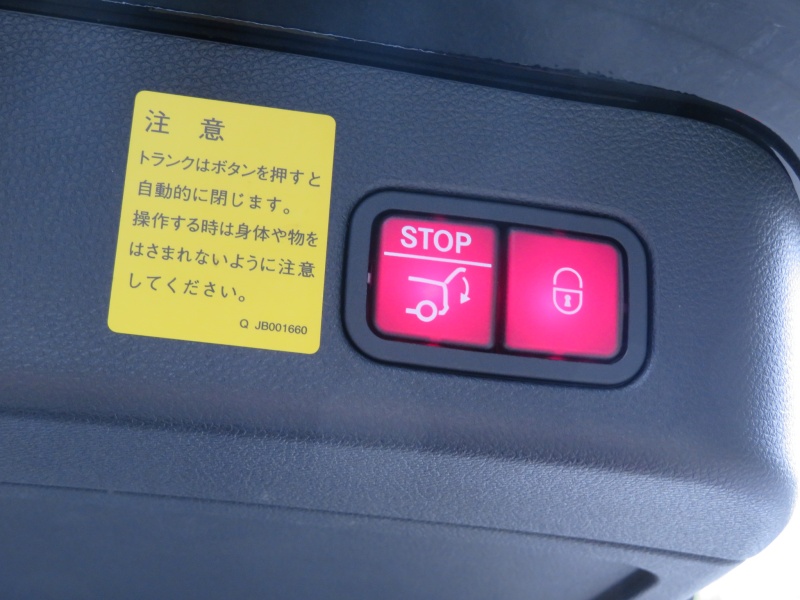 注 意
トランクはボタンを押すと
自動的に閉じます。
操作する時は身体や物を
はさまれないように注意
してください。
Q JB001660
STOP